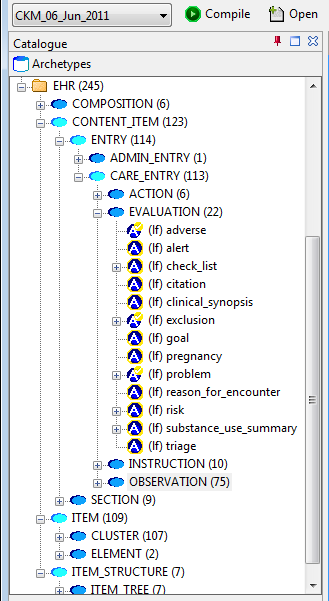 CKM_06_Jun_2011 Compile Open
Catalogue
Archetypes
EHR (245)
COMPOSITION (6)
CONTENT_ITEM (123)
ENTRY (114)
ADMIN_ENTRY (1)
CARE_ENTRY (113)
ACTION (6)
EVALUATION (22)
A (lf) adverse
A (lf) alert
A (lf) check_list
A (lf) citation
A (lf) clinical_synopsis
A (lf) exclusion
A (lf) goal
A (lf) pregnancy
A (lf) problem
A (lf) reason_for_encounter
A (lf) risk
A (lf) substance_use_summary
A (lf) triage
INSTRUCTION (10)
OBSERVATION (75)
SECTION (9)
ITEM (109)
CLUSTER (107)
ELEMENT (2)
ITEM_STRUCTURE (7)
ITEM_TREE (7)